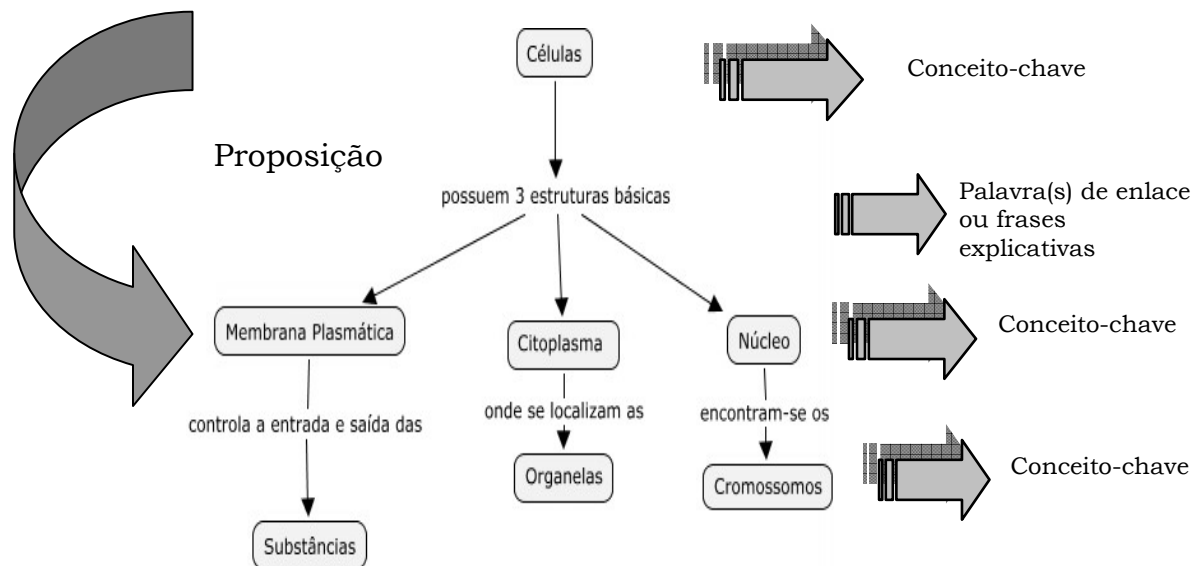 Células
Conceito-chave
Proposição
possuem 3 estruturas básicas
Palavra(s) de enlace
ou frases
explicativas
Membrana Plasmática
Citoplasma
Núcleo
Conceito-chave
controla a entrada e saída das
onde se localizam as
encontram-se os
Organelas
Cromossomos
Conceito-chave
Substâncias